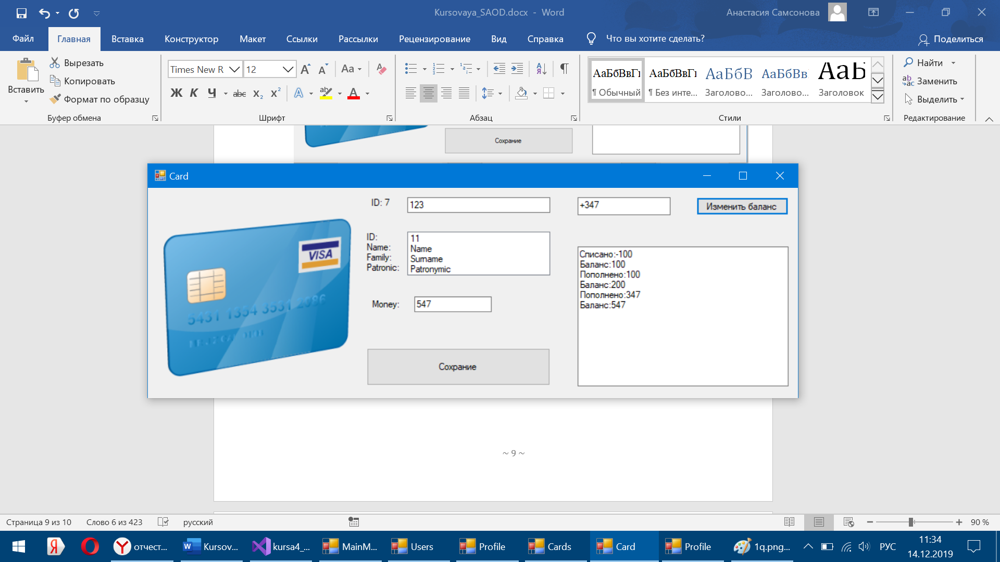 Kursovaya_SAOD.docx - Word
Анастасия Самсонова
Файл
Главная
Вставка
Конструктор
Макет
Ссылки
Рассылки
Рецензирование
Вид
Справка
Что вы хотите сделать?
Поделиться
Вставить
Вырезать
Копировать
Формат по образцу
Буфер обмена
Times New R
12
Aa
Ж К Ч abc X₂ X²
Шрифт
Абзац
АаБбВвГг
¶ Обычный
АаБбВвГг
¶ Без инте...
АаБбВ
Заголово...
АаБбВв
Заголово...
АаБ
Заголовок
Стили
Найти
Заменить
Выделить
Редактирование
Сохрание
Card
ID: 7
123
+347
Изменить баланс
ID:
Name:
Family:
Patronic:
11
Name
Surname
Patronymic
Money:
547
Сохрание
Списано:-100
Баланс:100
Пополнено:100
Баланс:200
Пополнено:347
Баланс:547
VISA
5431 1354 3531 2086
~ 9 ~
Страница 9 из 10
Слово 6 из 423
русский
90 %
отчест...
Kursov...
kursa4_...
MainM...
Users
Profile
Cards
Card
Profile
1q.png...
РУС
11:34
14.12.2019